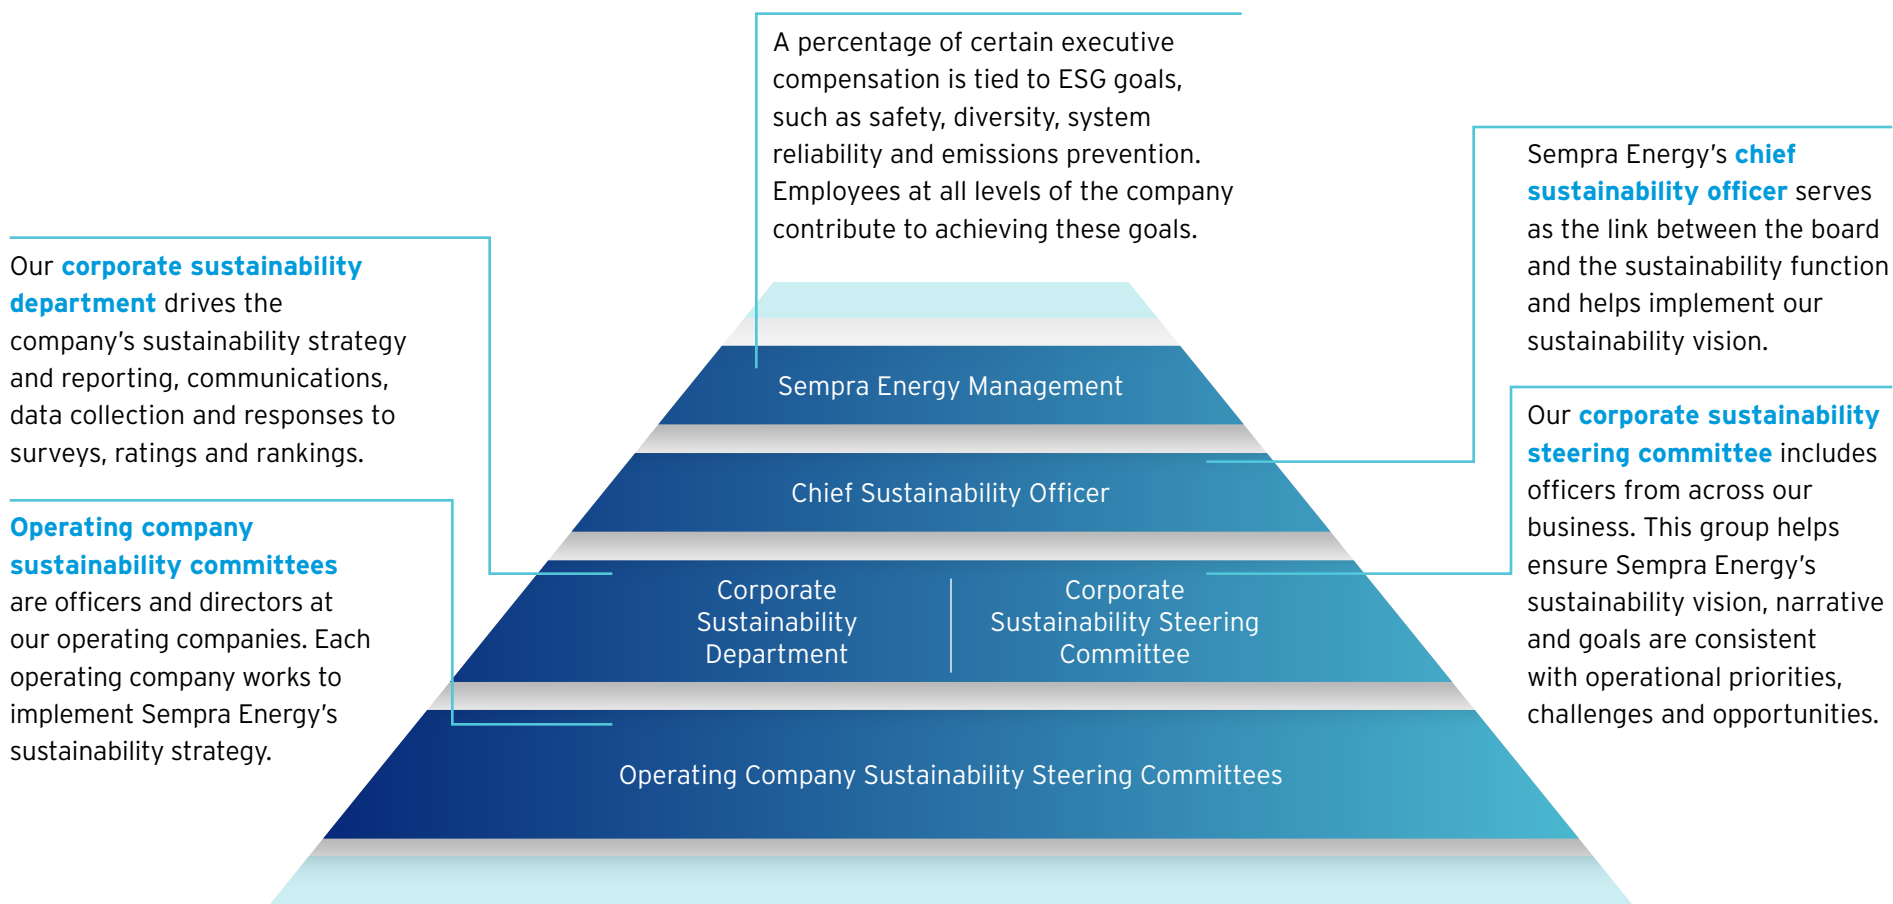 A percentage of certain executive
compensation is tied to ESG goals,
such as safety, diversity, system
reliability and emissions prevention.
Employees at all levels of the company
contribute to achieving these goals.
Sempra Energy’s chief
sustainability officer serves
as the link between the board
and the sustainability function
and helps implement our
sustainability vision.
Our corporate sustainability
department drives the
company’s sustainability strategy
and reporting, communications,
data collection and responses to
surveys, ratings and rankings.
Our corporate sustainability
steering committee includes
officers from across our
business. This group helps
ensure Sempra Energy’s
sustainability vision, narrative
and goals are consistent
with operational priorities,
challenges and opportunities.
Operating company
sustainability committees
are officers and directors at
our operating companies. Each
operating company works to
implement Sempra Energy’s
sustainability strategy.
Sempra Energy Management
Chief Sustainability Officer
Corporate
Sustainability
Department
Corporate
Sustainability Steering
Committee
Operating Company Sustainability Steering Committees